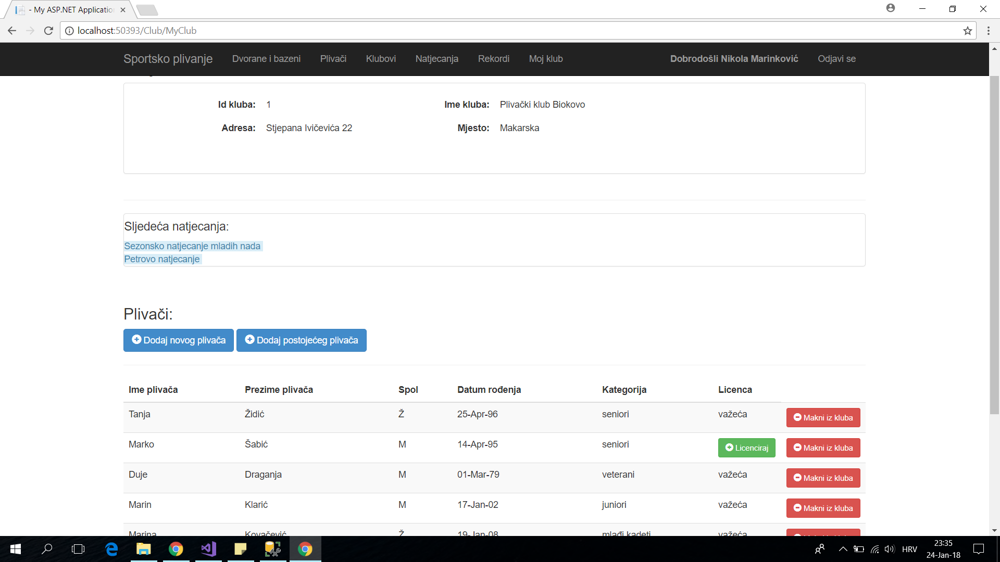 - My ASP.NET Applicatio
localhost:50393/Club/MyClub
Sportsko plivanje Dvorane i bazeni Plivači Klubovi Natjecanja Rekordi Moj klub Dobrodošli Nikola Marinković Odjavi se
Id kluba: 1 Ime kluba: Plivački klub Biokovo
Adresa: Stjepana Ivičevića 22 Mjesto: Makarska
Sljedeća natjecanja:
Sezonsko natjecanje mladih nada
Petrovo natjecanje
Plivači:
Dodaj novog plivača Dodaj postojećeg plivača
Ime plivača Prezime plivača Spol Datum rođenja Kategorija Licenca
Tanja Židić Ž 25-Apr-96 seniori važeća Makni iz kluba
Marko Šabić M 14-Apr-95 seniori Licenciraj Makni iz kluba
Duje Draganja M 01-Mar-79 veterani važeća Makni iz kluba
Marin Klarić M 17-Jan-02 juniori važeća Makni iz kluba
Marina Kovačević Ž 19-Jan-08 mlađi kadeti važeća
HRV
23:35
24-Jan-18